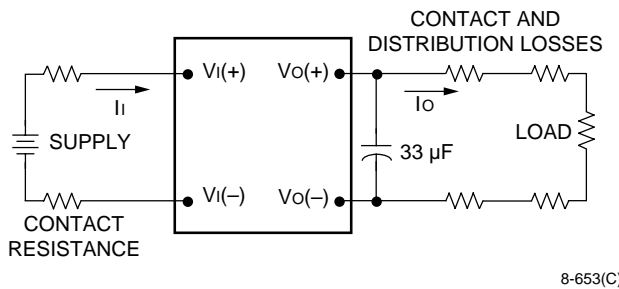 CONTACT AND
DISTRIBUTION LOSSES
VI(+)
VO(+)
II
IO
LOAD
SUPPLY
33 µF
VI(–)
VO(–)
CONTACT
RESISTANCE
8-653(C)